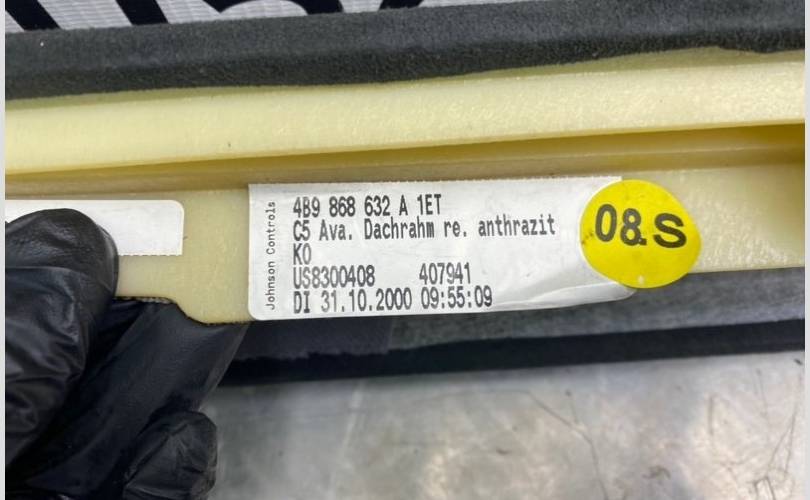 Johnson Controls
4B9 868 632 A 1ET
C5 Ava. Dachrahm re. anthrazit
KO
US8300408 407941
DI 31.10.2000 09:55:09
08S